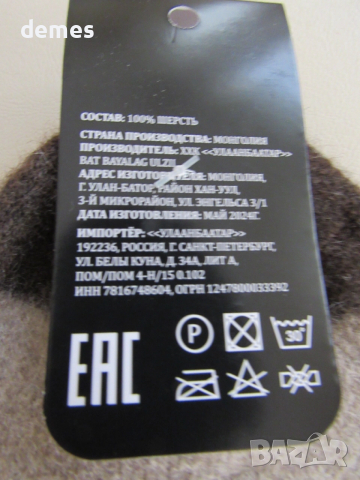 demes
СОСТАВ: 100% ШЕРСТЬ
СТРАНА ПРОИЗВОДСТВА: МОНГОЛИЯ
ПРОИЗВОДИТЕЛЬ: ХХК <<УЛААНБААТАР>>
BAT BAYALAG ULZII
АДРЕС ИЗГОТОВИТЕЛЯ: МОНГОЛИЯ,
Г. УЛАН-БАТОР, РАЙОН ХАН-УУЛ,
3-Й МИКРОРАЙОН, УЛ. ЭНГЕЛЬСА 3/1
ДАТА ИЗГОТОВЛЕНИЯ: МАЙ 2024Г.
ИМПОРТЁР: <<УЛААНБААТАР>>
192236, РОССИЯ, Г. САНКТ-ПЕТЕРБУРГ,
УЛ. БЕЛЫ КУНА, Д. 34А, ЛИТ А,
ПОМ/ПОМ 4-Н/15 О.102
ИНН 7816748604, ОГРН 1247800033392
EAC
P
30°
BAZAR
bg